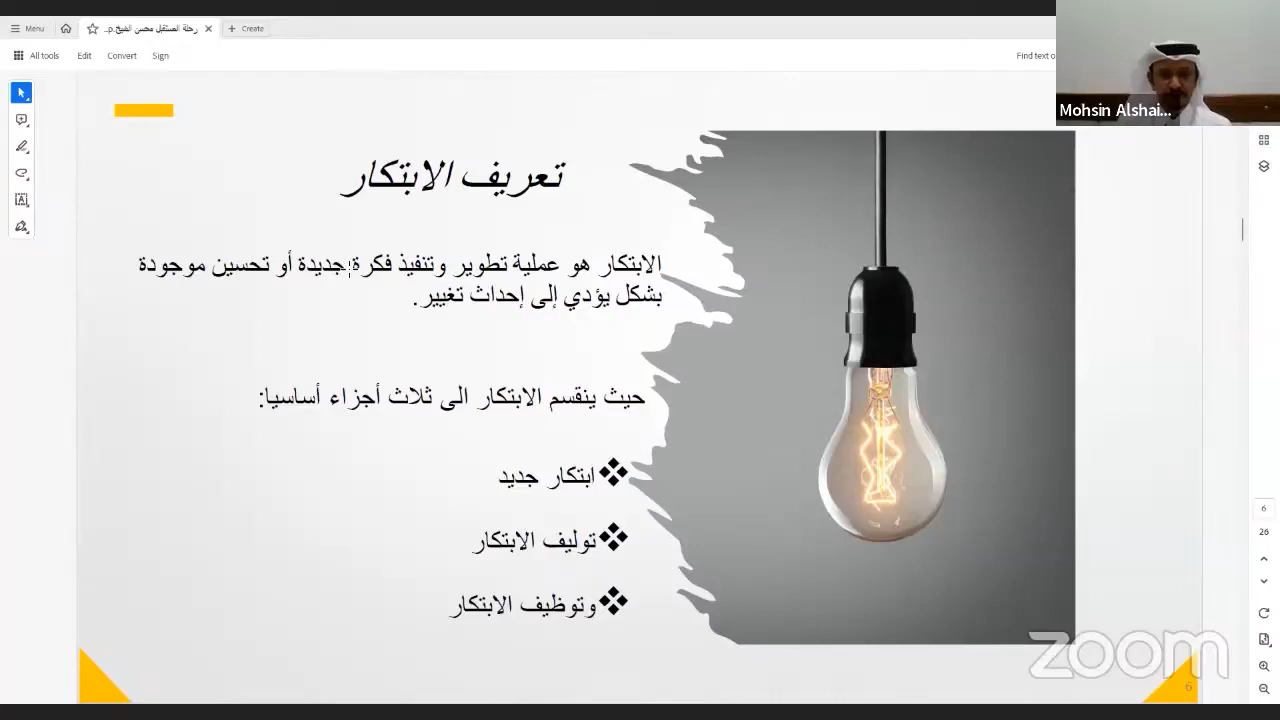 Menu
رحلة المستقبل محسن الشيخ.p...
Create
All tools
Edit
Convert
Sign
Find text o
Mohsin Alshai...
تعريف الابتكار
الابتكار هو عملية تطوير وتنفيذ فكرة جديدة أو تحسين موجودة
بشكل يؤدي إلى إحداث تغيير.
حيث ينقسم الابتكار الى ثلاث أجزاء أساسيا:
ابتكار جديد
توليف الابتكار
وتوظيف الابتكار
6
26
zoom
6